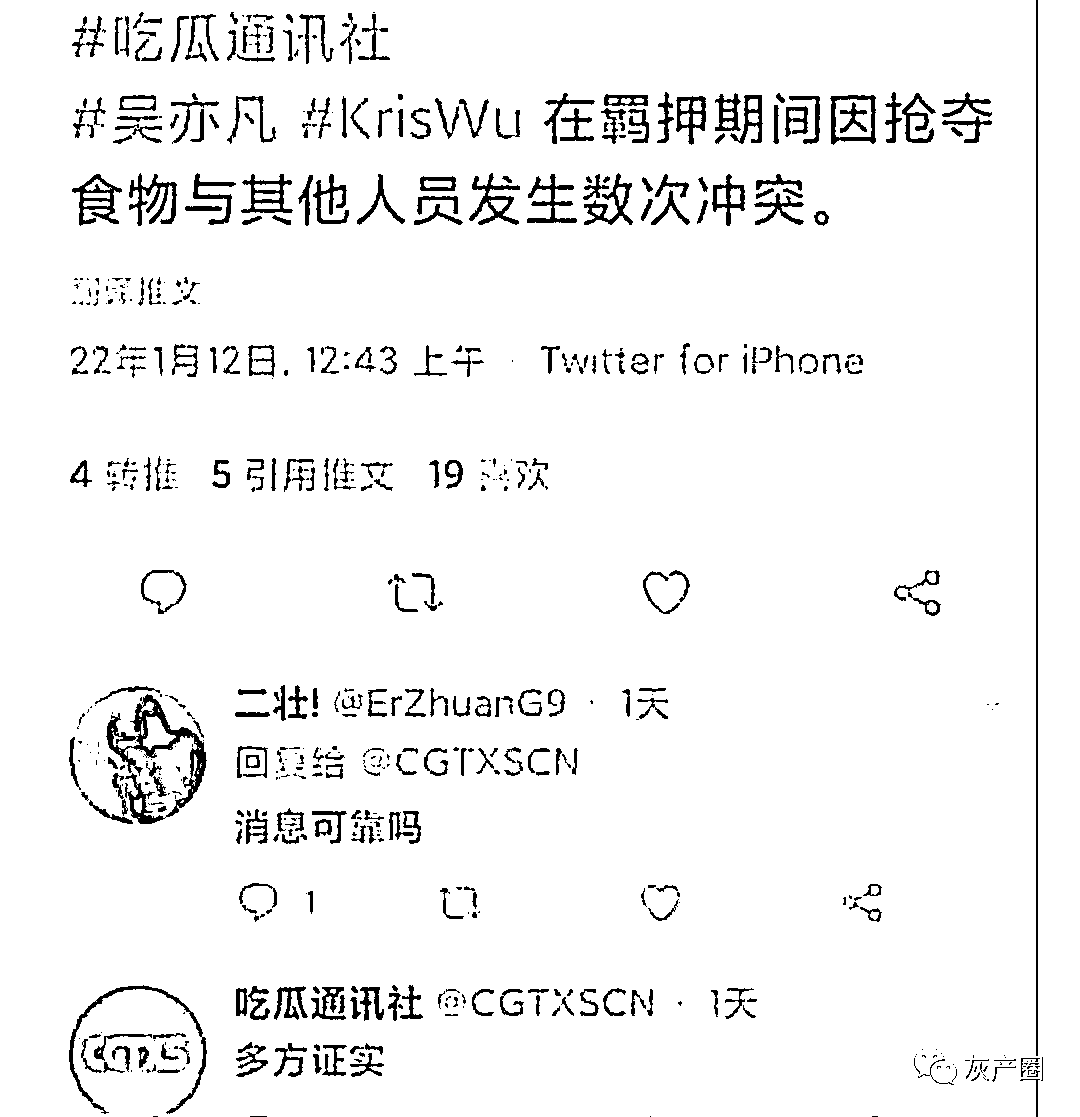 #吃瓜通讯社
#吴亦凡 #KrisWu 在羁押期间因抢夺
食物与其他人员发生数次冲突。
翻译推文
22年1月12日, 12:43 上午 · Twitter for iPhone
4 转推 5 引用推文 19 喜欢
二壮! @ErZhuanG9 · 1天
回复给 @CGTXSCN
消息可靠吗
1
吃瓜通讯社 @CGTXSCN · 1天
多方证实
灰产圈